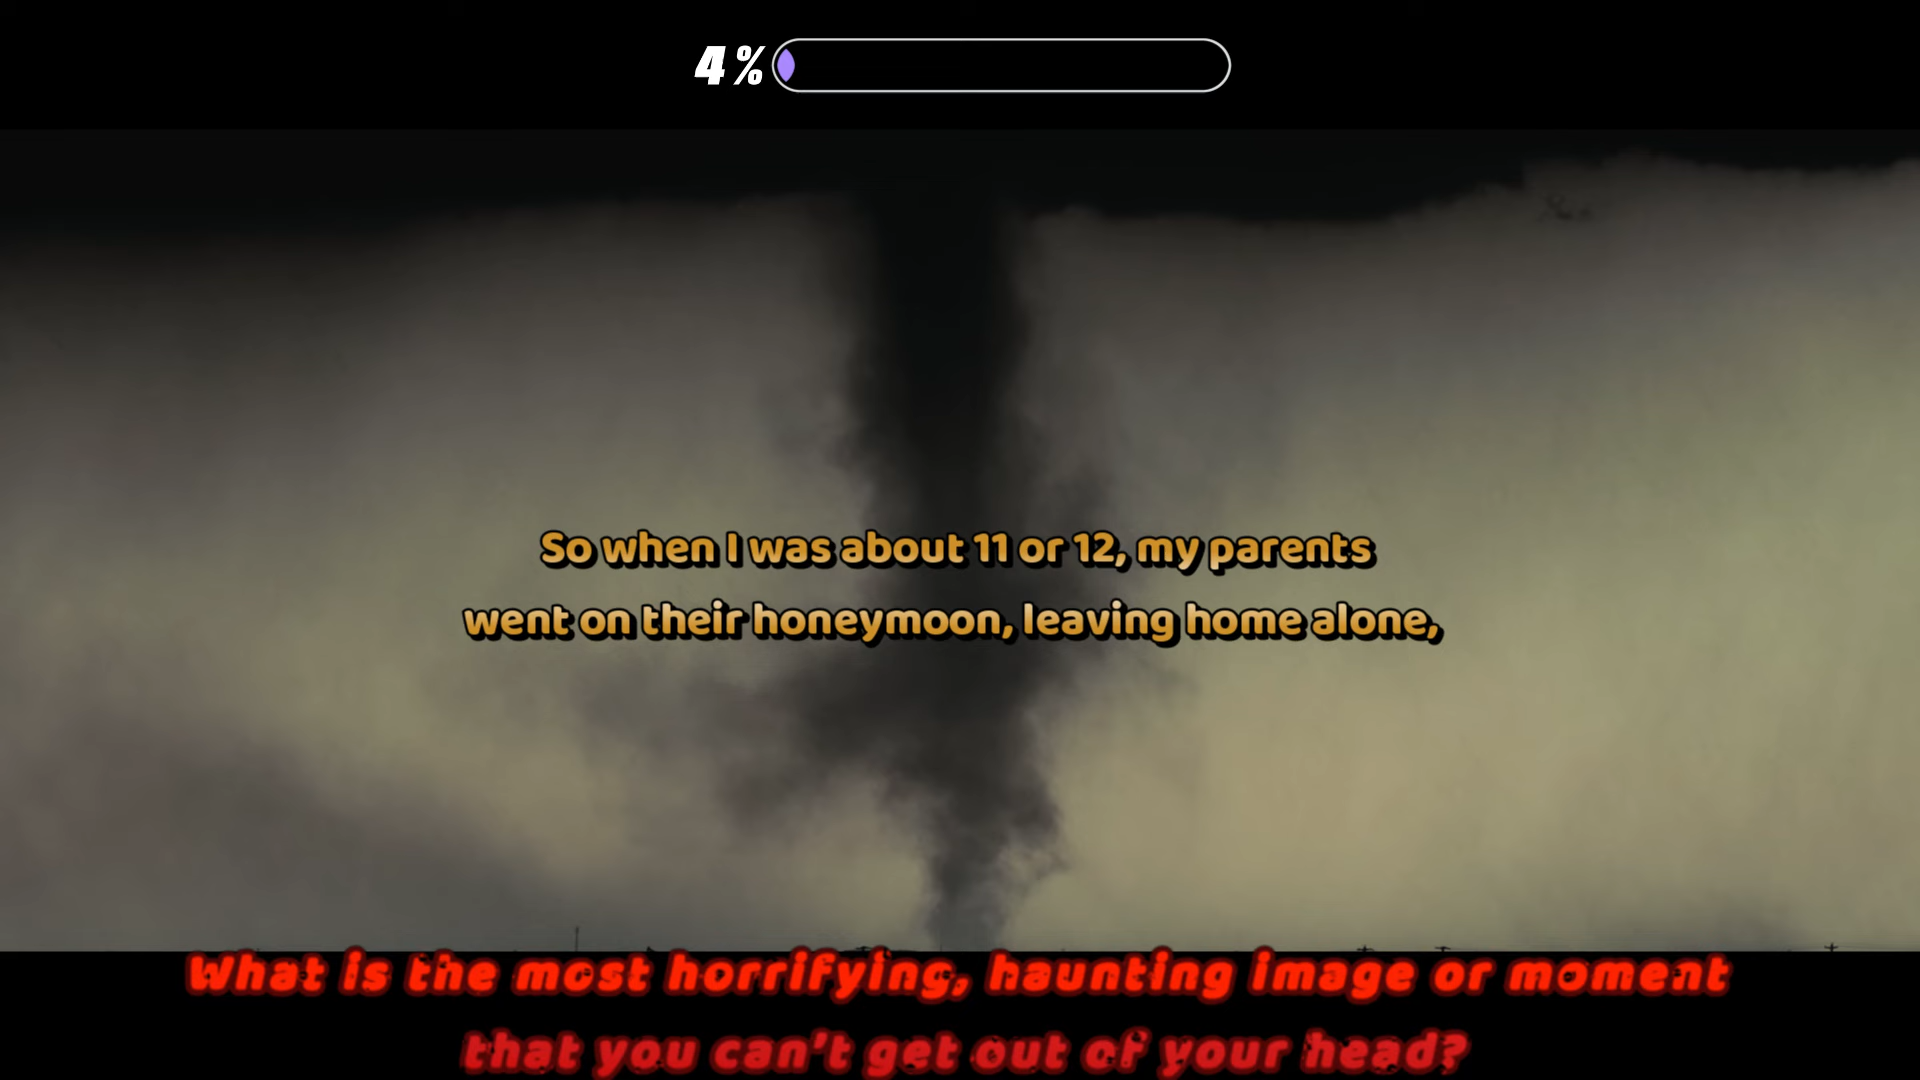 4%
So when I was about 11 or 12, my parents
went on their honeymoon, leaving home alone,
What is the most horrifying, haunting image or moment
that you can't get out of your head?